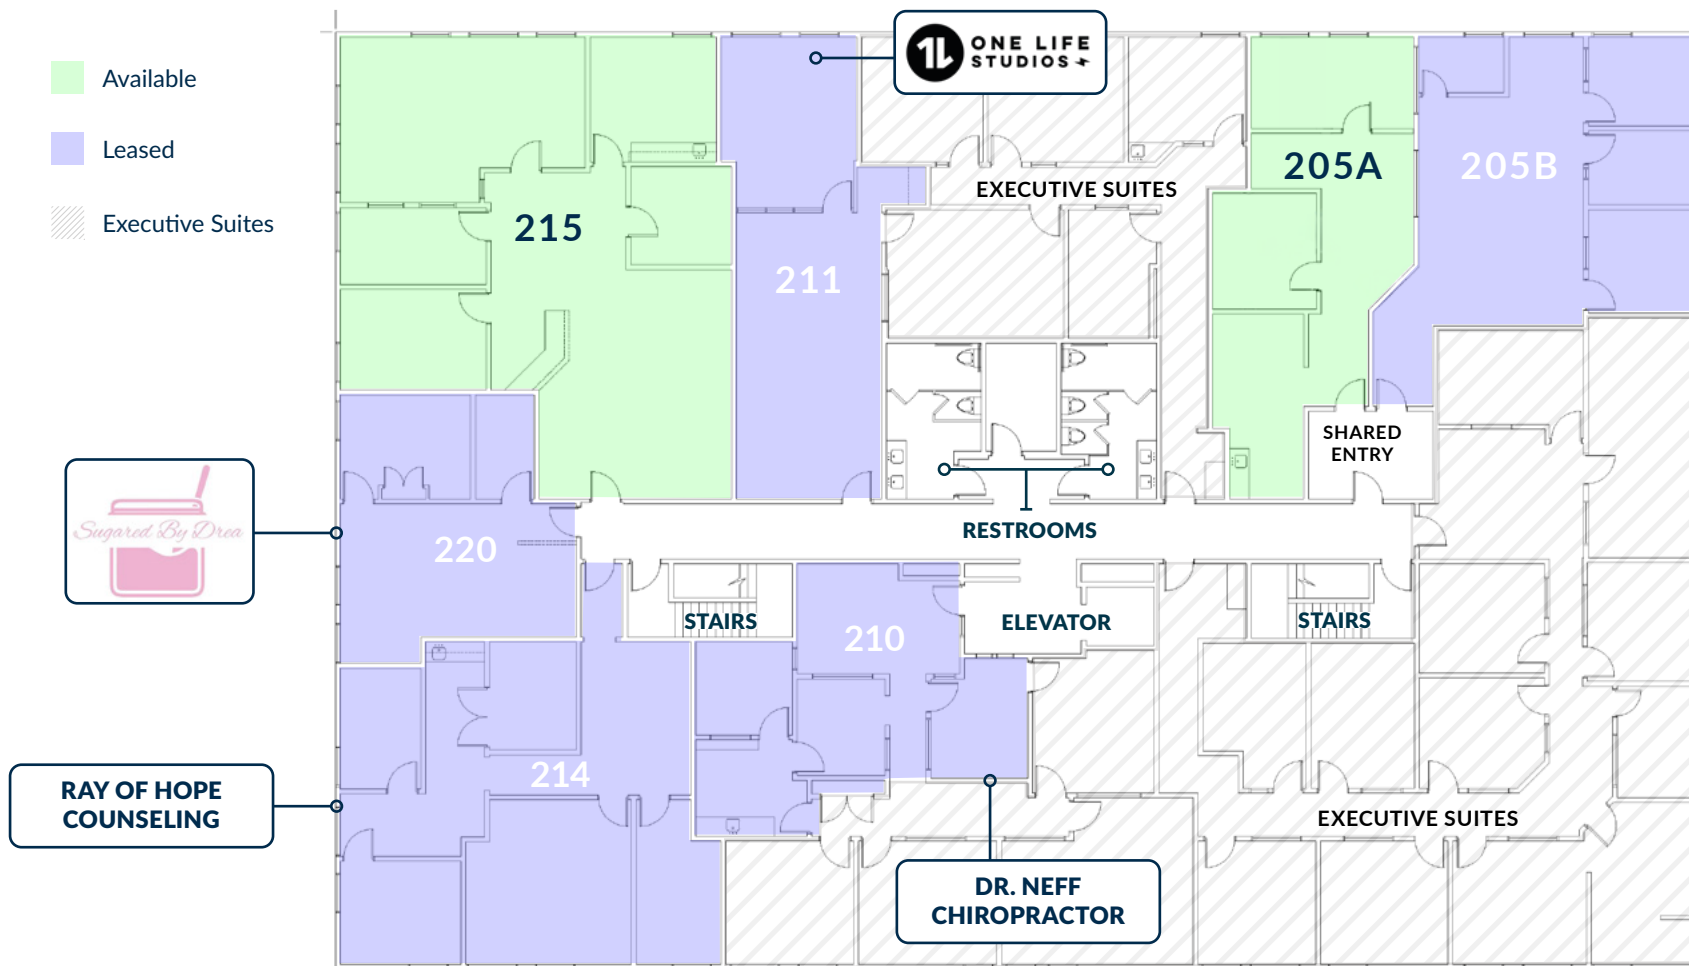 Available
Leased
Executive Suites
1L ONE LIFE
STUDIOS
215
211
EXECUTIVE SUITES
205A
205B
SHARED
ENTRY
Sugared By Drea
220
RESTROOMS
STAIRS
210
ELEVATOR
STAIRS
214
RAY OF HOPE
COUNSELING
EXECUTIVE SUITES
DR. NEFF
CHIROPRACTOR